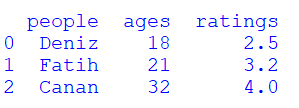 people ages ratings
0 Deniz 18 2.5
1 Fatih 21 3.2
2 Canan 32 4.0